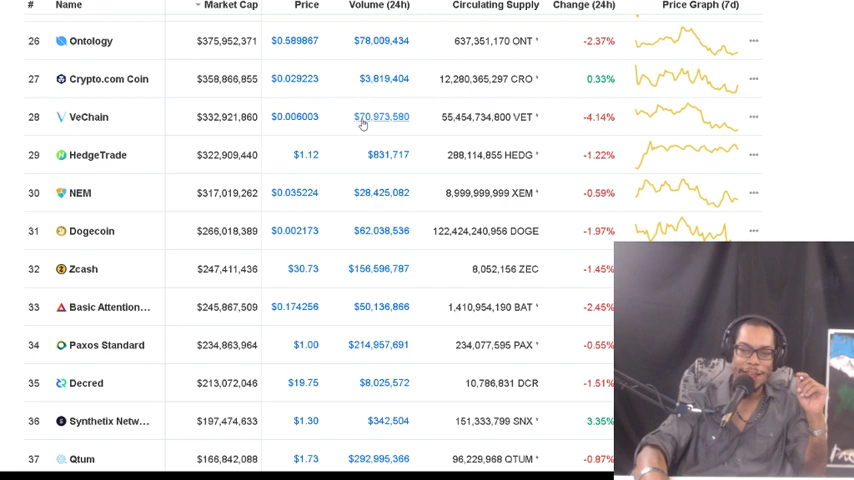 # Name Market Cap Price Volume (24h) Circulating Supply Change (24h) Price Graph (7d)
26 Ontology $375,952,371 $0.589867 $78,009,434 637,351,170 ONT * -2.37%
27 Crypto.com Coin $358,866,855 $0.029223 $3,819,404 12,280,365,297 CRO * 0.33%
28 VeChain $332,921,860 $0.006003 $70,973,580 55,454,734,800 VET * -4.14%
29 HedgeTrade $322,909,440 $1.12 $831,717 288,114,855 HEDG * -1.22%
30 NEM $317,019,262 $0.035224 $28,425,082 8,999,999,999 XEM * -0.59%
31 Dogecoin $266,018,389 $0.002173 $62,038,536 122,424,240,956 DOGE -1.97%
32 Zcash $247,411,436 $30.73 $156,596,787 8,052,156 ZEC -1.45%
33 Basic Attention... $245,867,509 $0.174256 $50,136,866 1,410,954,190 BAT * -2.45%
34 Paxos Standard $234,863,964 $1.00 $214,957,691 234,077,595 PAX * -0.55%
35 Decred $213,072,046 $19.75 $8,025,572 10,786,831 DCR -1.51%
36 Synthetix Netw... $197,474,633 $1.30 $342,504 151,333,799 SNX * 3.35%
37 Qtum $166,842,088 $1.73 $292,995,366 96,229,968 QTUM * -0.87%